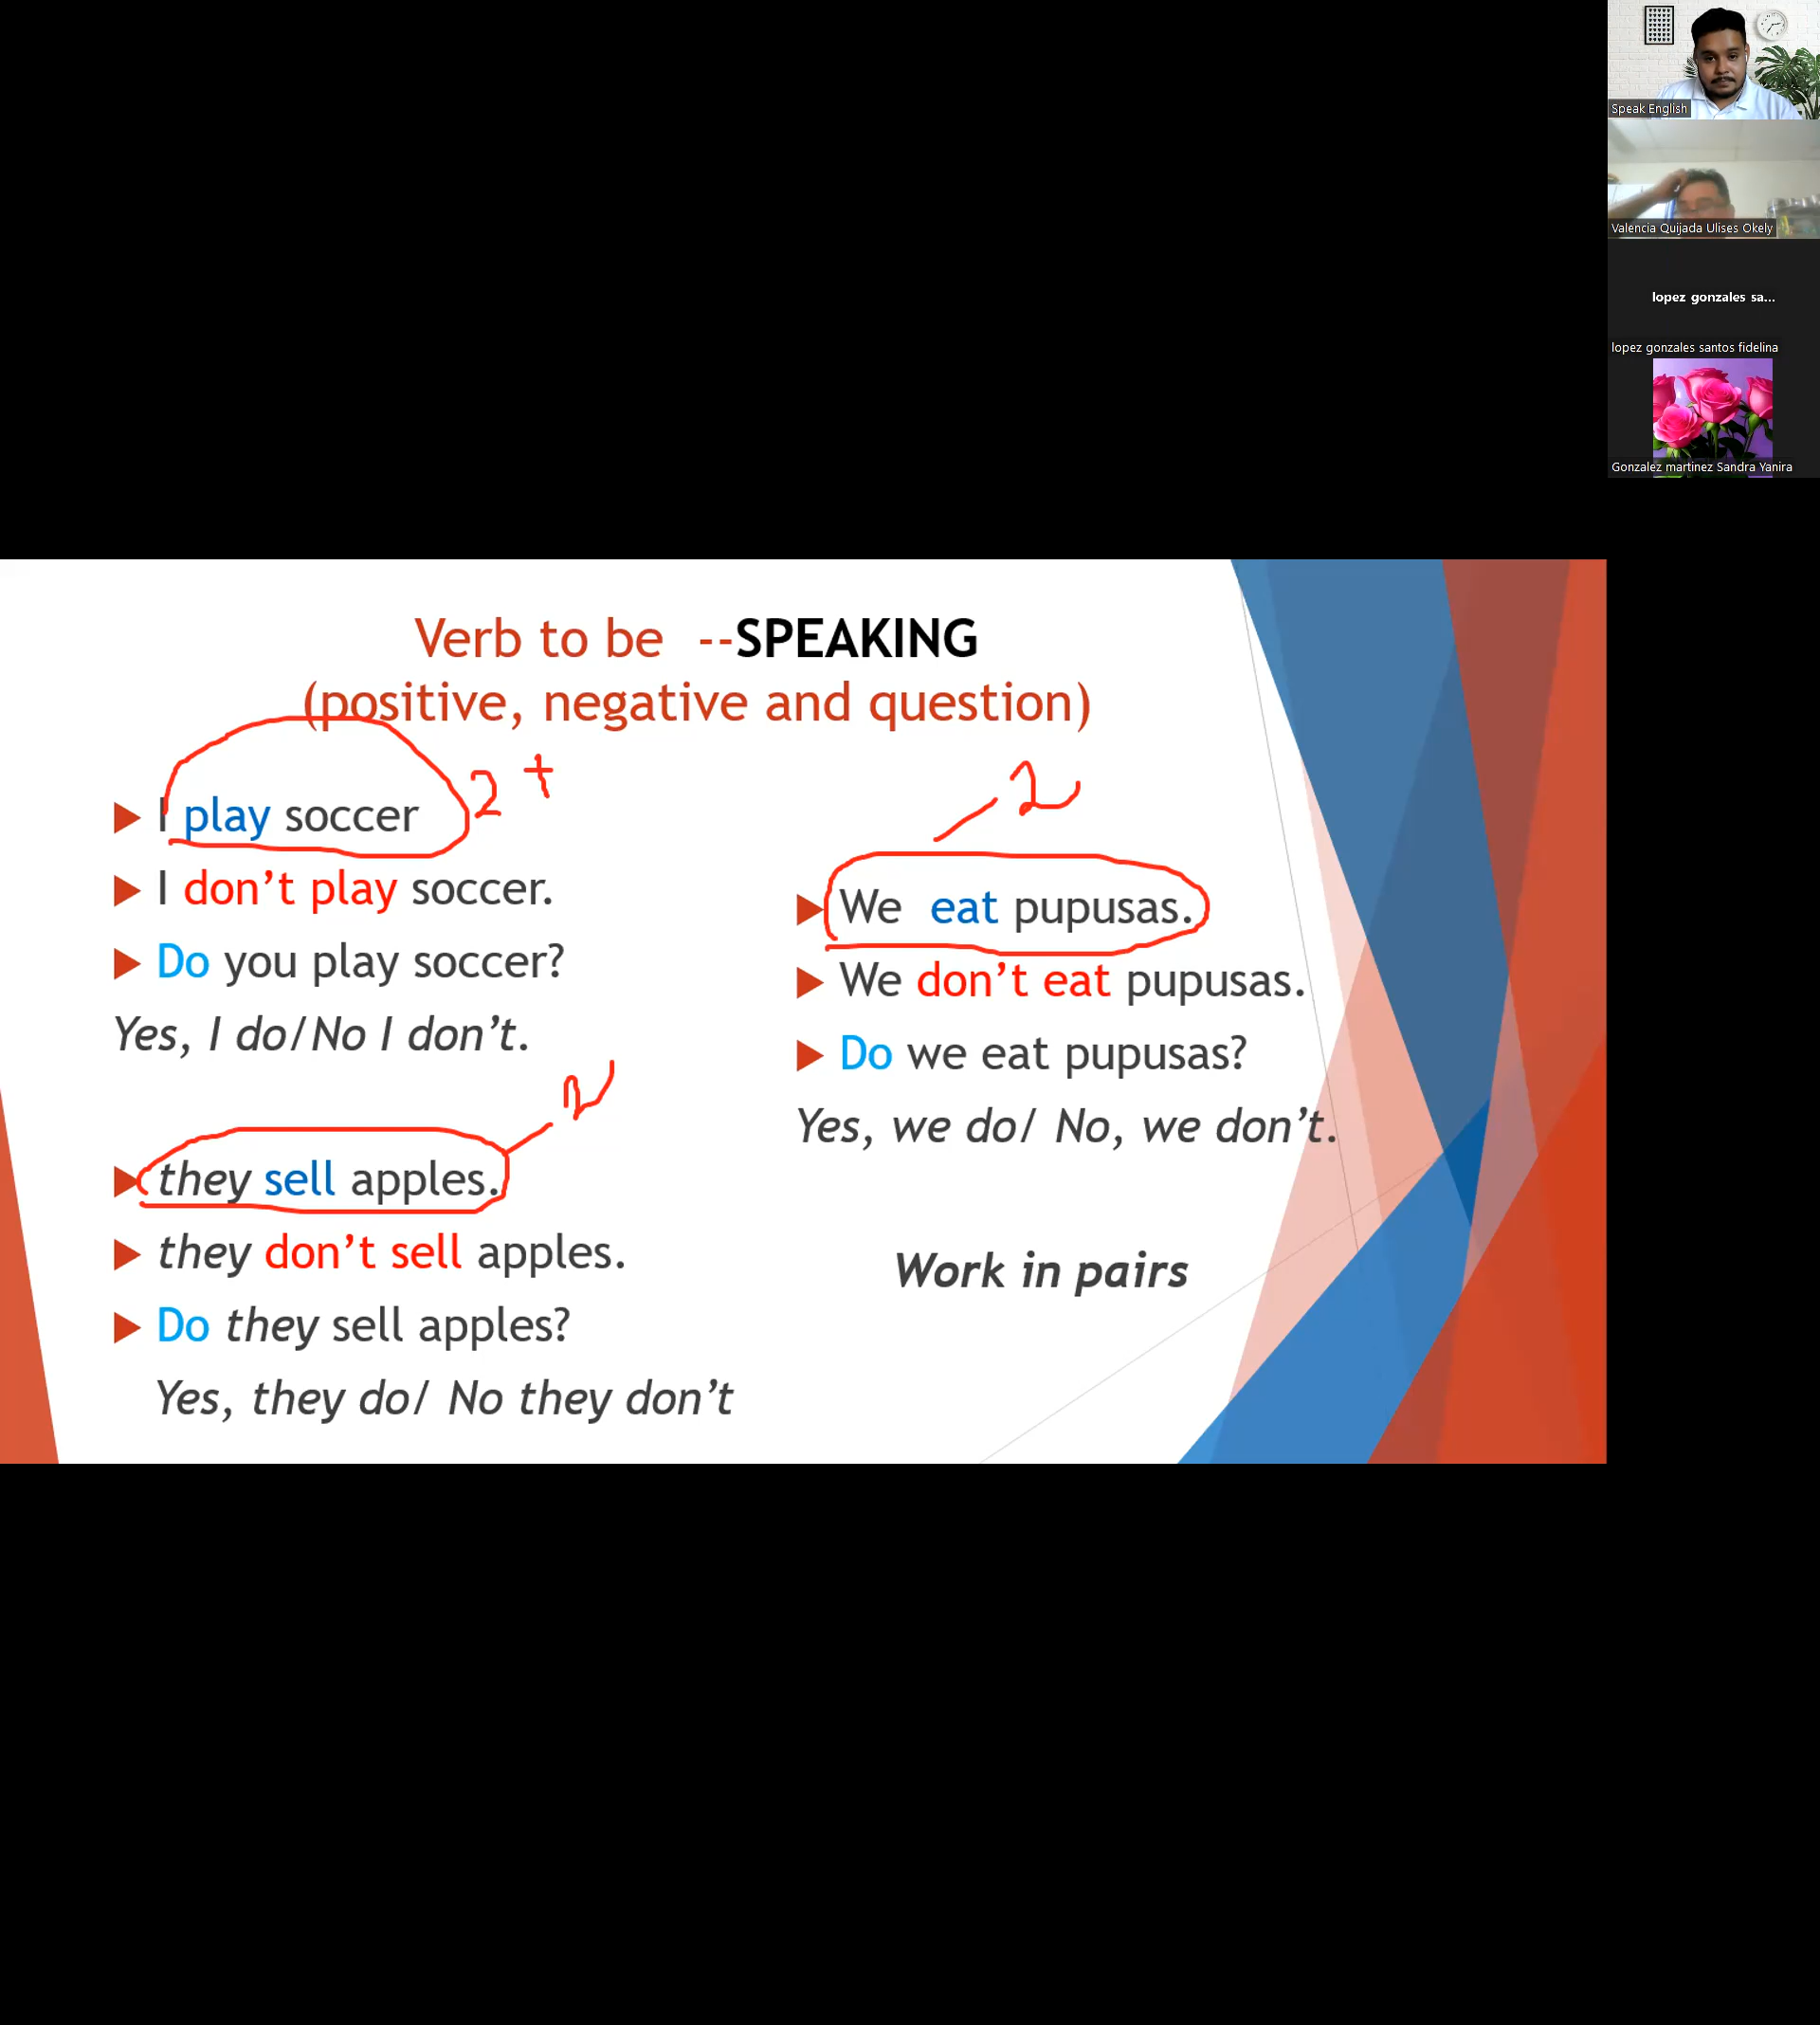 Speak English
Valencia Quijada Ulises Okely
lopez gonzales sa...
lopez gonzales santos fidelina
Gonzalez martinez Sandra Yanira
Verb to be --SPEAKING
(positive, negative and question)
I play soccer
2 +
I don't play soccer.
Do you play soccer?
Yes, I do/No I don't.
they sell apples.
2
they don't sell apples.
Do they sell apples?
Yes, they do/ No they don't
2
We eat pupusas.
We don't eat pupusas.
Do we eat pupusas?
Yes, we do/ No, we don't.
Work in pairs